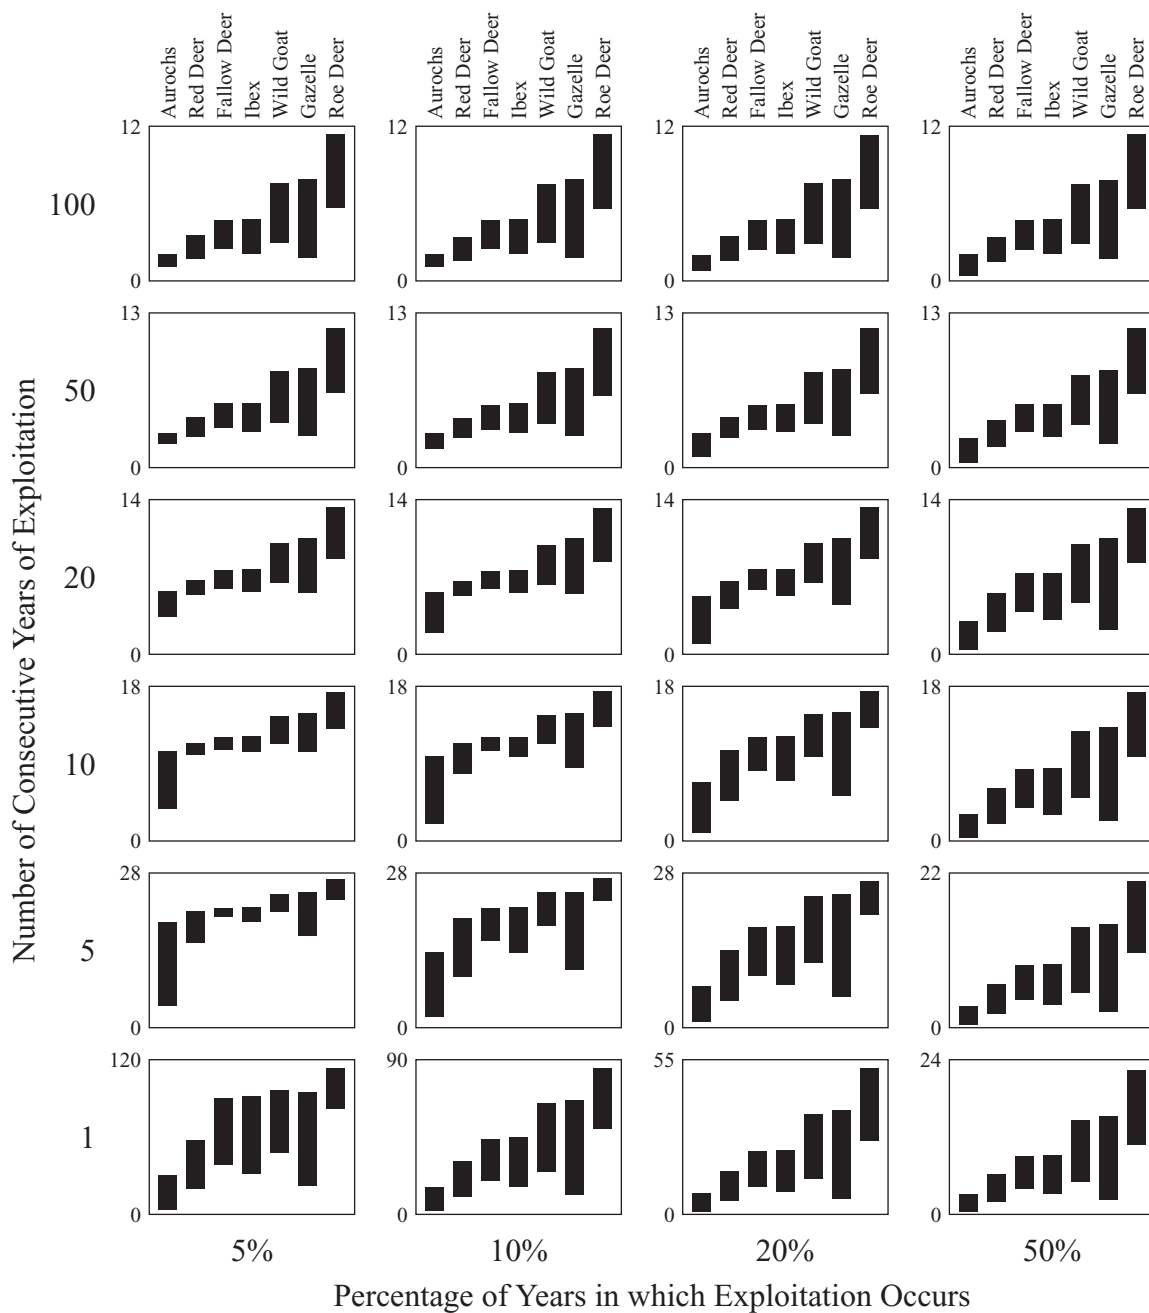 Aurochs Red Deer Fallow Deer Ibex Wild Goat Gazelle Roe Deer Aurochs Red Deer Fallow Deer Ibex Wild Goat Gazelle Roe Deer Aurochs Red Deer Fallow Deer Ibex Wild Goat Gazelle Roe Deer Aurochs Red Deer Fallow Deer Ibex Wild Goat Gazelle Roe Deer
12 12 12 12
100
0 0 0 0
13 13 13 13
50
0 0 0 0
14 14 14 14
20
0 0 0 0
18 18 18 18
10
0 0 0 0
28 28 28 22
5
0 0 0 0
120 90 55 24
1
0 0 0 0
Number of Consecutive Years of Exploitation
5% 10% 20% 50%
Percentage of Years in which Exploitation Occurs